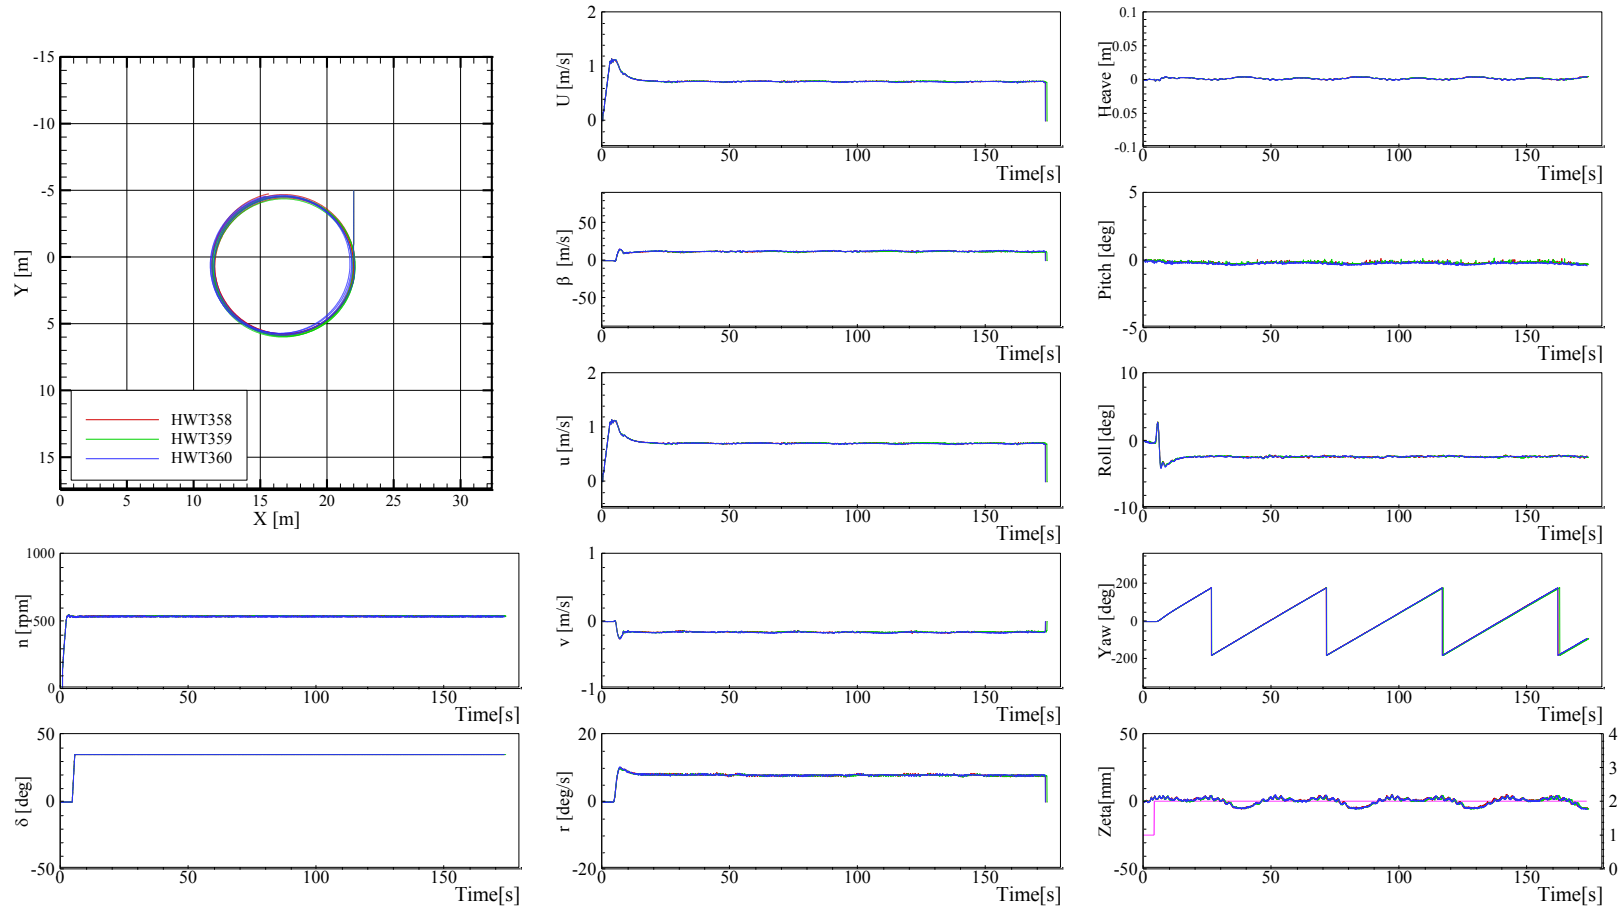 -15
-10
-5
0
5
10
15
Y [m]
0 5 10 15 20 25 30
X [m]
HWT358
HWT359
HWT360
2
1
0
U [m/s]
0 50 100 150
Time[s]
0.1
0.05
0
-0.05
-0.1
Heave [m]
0 50 100 150
Time[s]
50
0
-50
β [m/s]
0 50 100 150
Time[s]
5
0
-5
Pitch [deg]
0 50 100 150
Time[s]
2
1
0
u [m/s]
0 50 100 150
Time[s]
10
0
-10
Roll [deg]
0 50 100 150
Time[s]
1000
500
0
n [rpm]
0 50 100 150
Time[s]
1
0
-1
v [m/s]
0 50 100 150
Time[s]
200
0
-200
Yaw [deg]
0 50 100 150
Time[s]
50
0
-50
δ [deg]
0 50 100 150
Time[s]
20
0
-20
r [deg/s]
0 50 100 150
Time[s]
50
0
-50
Zeta[mm]
4
3
2
1
0
0 50 100 150
Time[s]